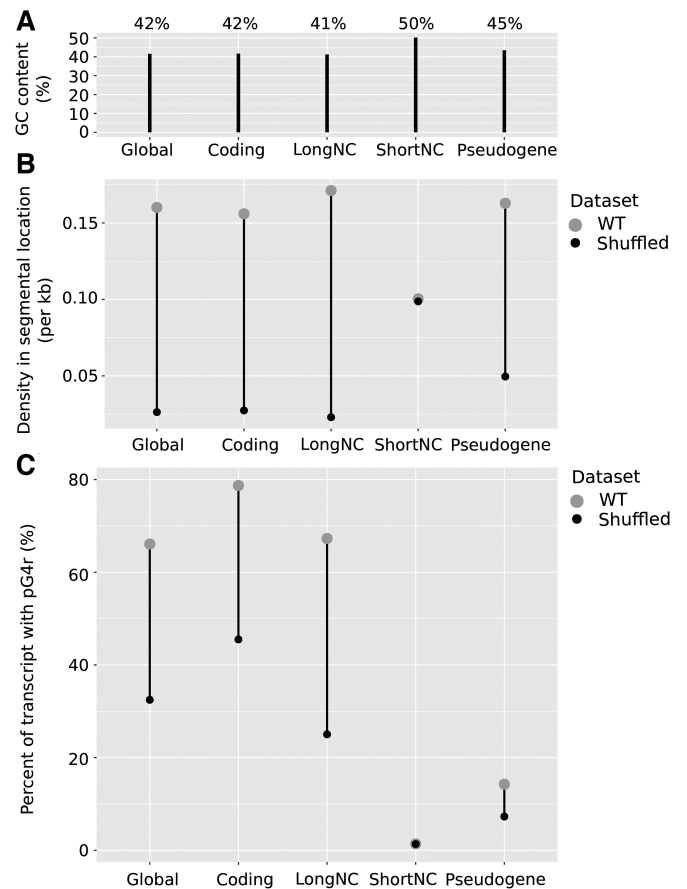 A
42% 42% 41% 50% 45%
GC content
(%)
50
40
30
20
10
0
Global Coding LongNC ShortNC Pseudogene
B
Density in segmental location
(per kb)
0.15
0.10
0.05
Global Coding LongNC ShortNC Pseudogene
Dataset
WT
Shuffled
C
Percent of transcript with pG4r (%)
80
60
40
20
0
Global Coding LongNC ShortNC Pseudogene
Dataset
WT
Shuffled